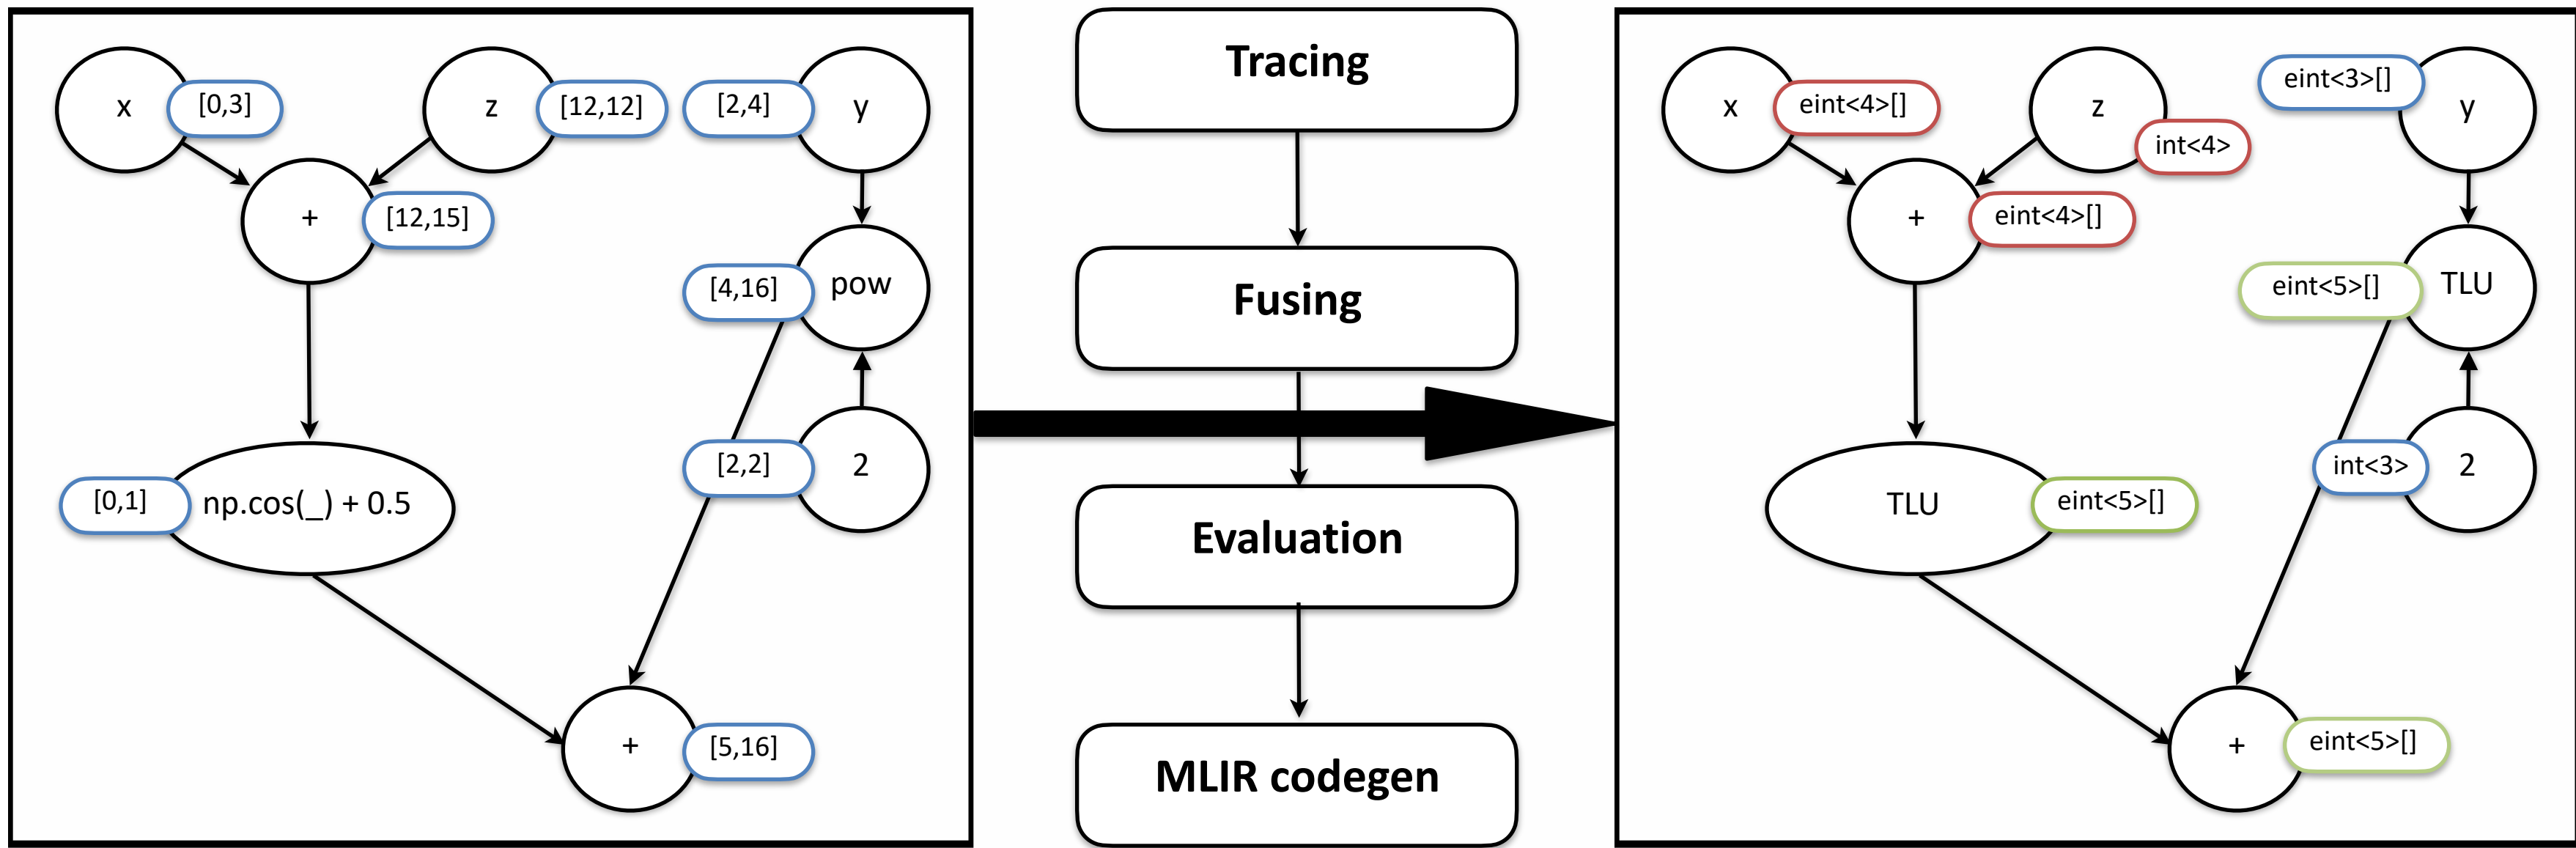 x
[0,3]
z
[12,12]
[2,4]
y
+
[12,15]
[4,16]
pow
[2,2]
2
[0,1]
np.cos(_) + 0.5
+
[5,16]
Tracing
Fusing
Evaluation
MLIR codegen
x
eint<4>[]
z
int<4>
eint<3>[]
y
+
eint<4>[]
eint<5>[]
TLU
int<3>
2
TLU
eint<5>[]
+
eint<5>[]